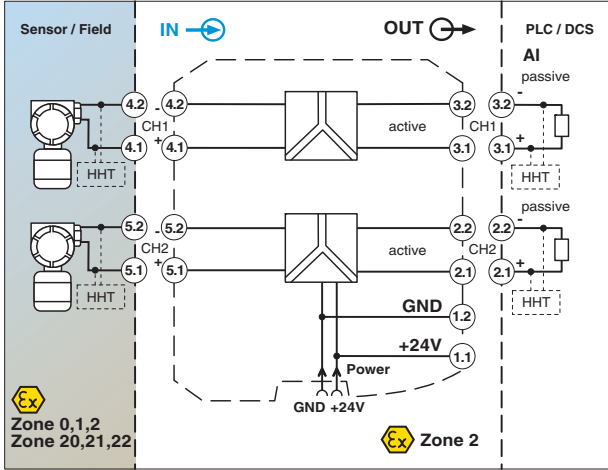 Sensor / Field IN OUT PLC / DCS
AI
passive
4.2 - 4.2 3.2 3.2 -
CH1 active CH1
4.1 + 4.1 3.1 3.1 +
HHT HHT
passive
5.2 - 5.2 2.2 2.2 -
CH2 active CH2
5.1 + 5.1 2.1 2.1 +
HHT HHT
GND 1.2
+24V 1.1
Power
GND +24V
Ex
Zone 0,1,2
Zone 20,21,22
Ex Zone 2